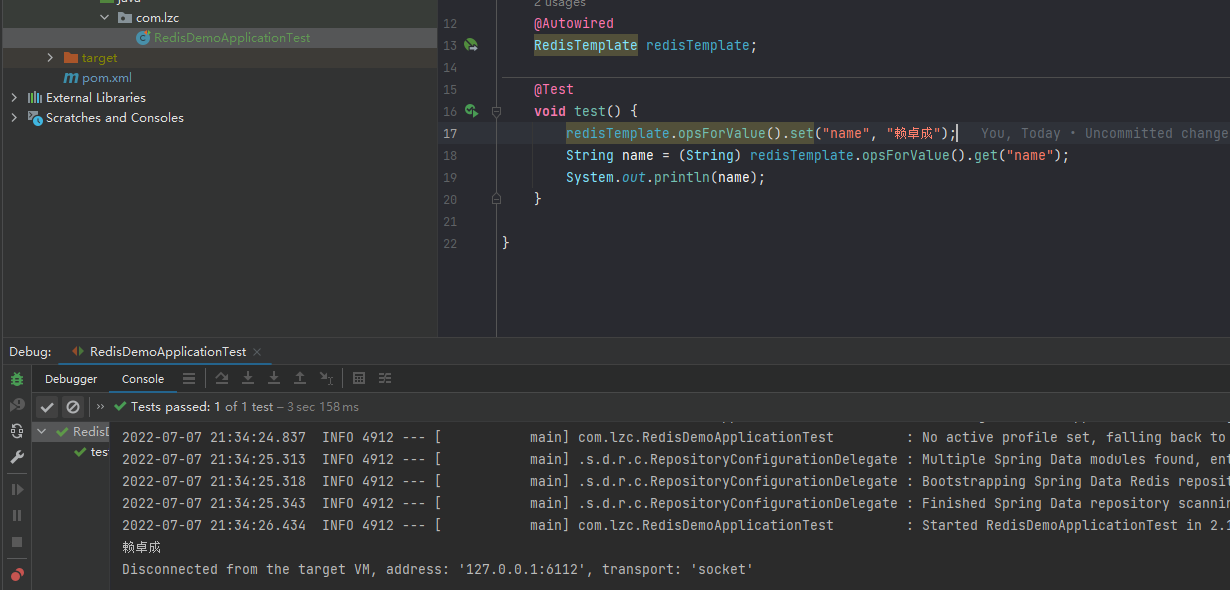 java
com.lzc
RedisDemoApplicationTest
target
pom.xml
External Libraries
Scratches and Consoles
2 usages
12 @Autowired
13 RedisTemplate redisTemplate;
14
15 @Test
16 void test() {
17 redisTemplate.opsForValue().set("name", "赖卓成"); You, Today • Uncommitted change
18 String name = (String) redisTemplate.opsForValue().get("name");
19 System.out.println(name);
20 }
21
22 }
Debug: RedisDemoApplicationTest
Debugger Console
Tests passed: 1 of 1 test – 3 sec 158 ms
RedisD
tes
2022-07-07 21:34:24.837 INFO 4912 --- [ main] com.lzc.RedisDemoApplicationTest : No active profile set, falling back to
2022-07-07 21:34:25.313 INFO 4912 --- [ main] .s.d.r.c.RepositoryConfigurationDelegate : Multiple Spring Data modules found, ent
2022-07-07 21:34:25.318 INFO 4912 --- [ main] .s.d.r.c.RepositoryConfigurationDelegate : Bootstrapping Spring Data Redis reposit
2022-07-07 21:34:25.343 INFO 4912 --- [ main] .s.d.r.c.RepositoryConfigurationDelegate : Finished Spring Data repository scannin
2022-07-07 21:34:26.434 INFO 4912 --- [ main] com.lzc.RedisDemoApplicationTest : Started RedisDemoApplicationTest in 2.1
赖卓成
Disconnected from the target VM, address: '127.0.0.1:6112', transport: 'socket'